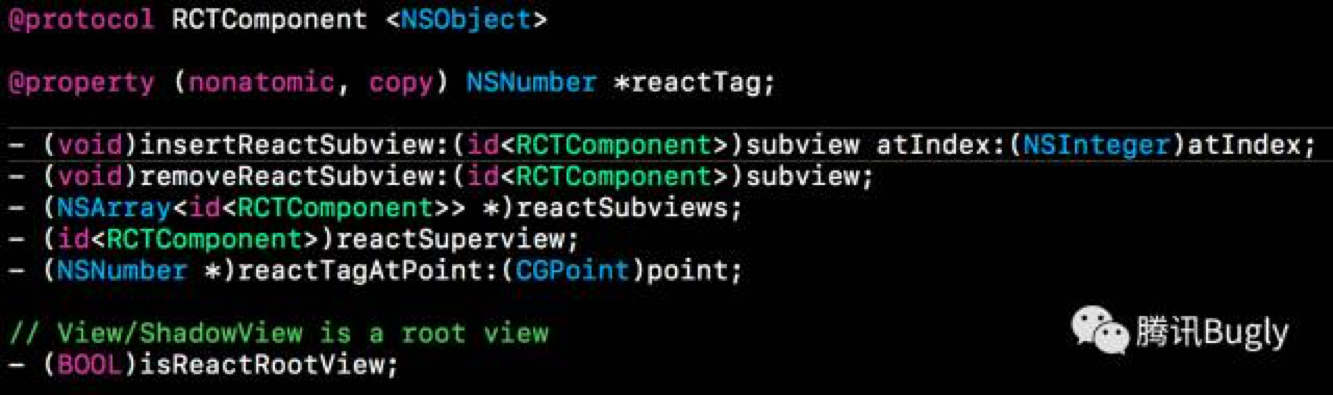 @protocol RCTComponent <NSObject>
@property (nonatomic, copy) NSNumber *reactTag;
- (void)insertReactSubview:(id<RCTComponent>)subview atIndex:(NSInteger)atIndex;
- (void)removeReactSubview:(id<RCTComponent>)subview;
- (NSArray<id<RCTComponent>> *)reactSubviews;
- (id<RCTComponent>)reactSuperview;
- (NSNumber *)reactTagAtPoint:(CGPoint)point;
// View/ShadowView is a root view
- (BOOL)isReactRootView;
腾讯Bugly